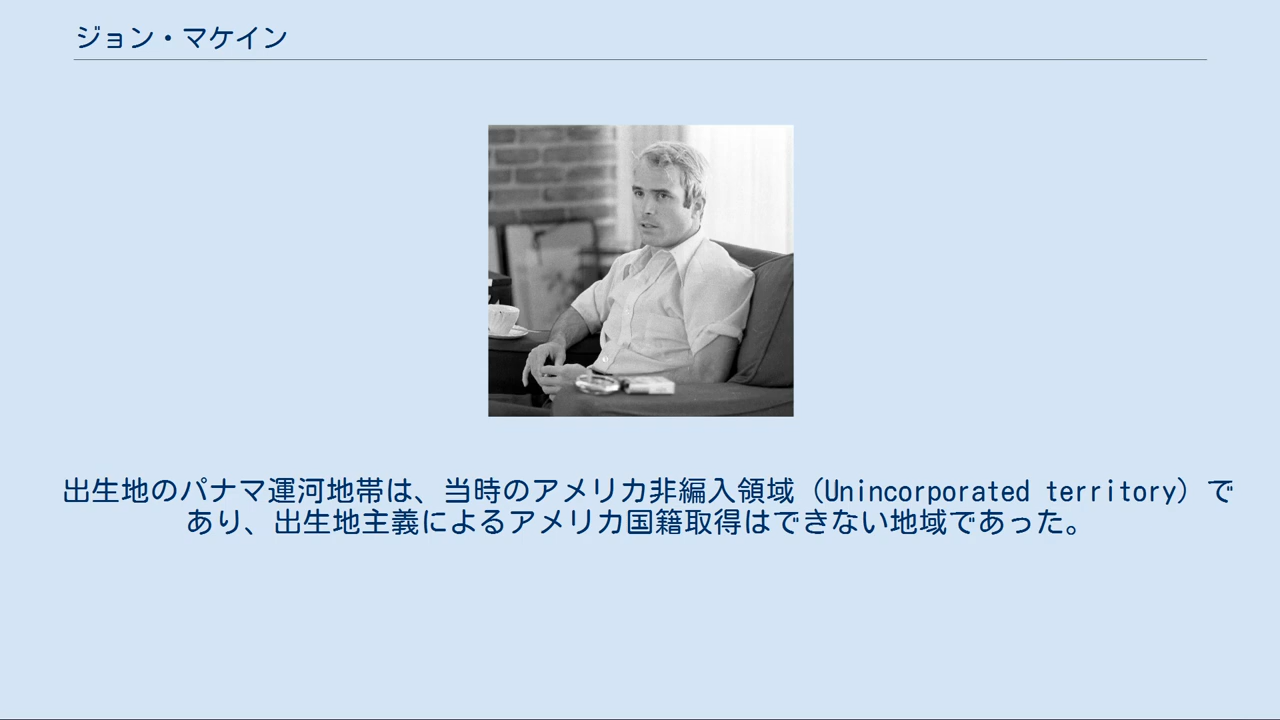 ジョン・マケイン
出生地のパナマ運河地帯は、当時のアメリカ非編入領域（Unincorporated territory）で
あり、出生地主義によるアメリカ国籍取得はできない地域であった。